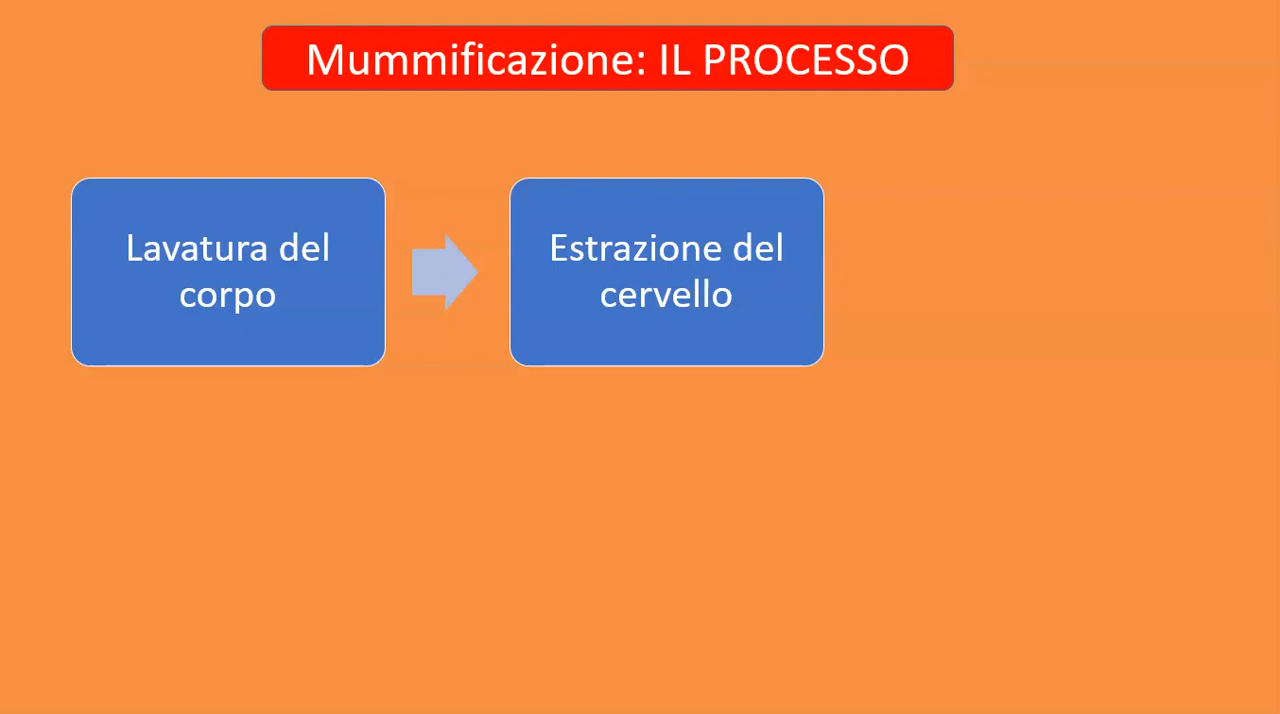 Mummificazione: IL PROCESSO
Lavatura del
corpo
Estrazione del
cervello